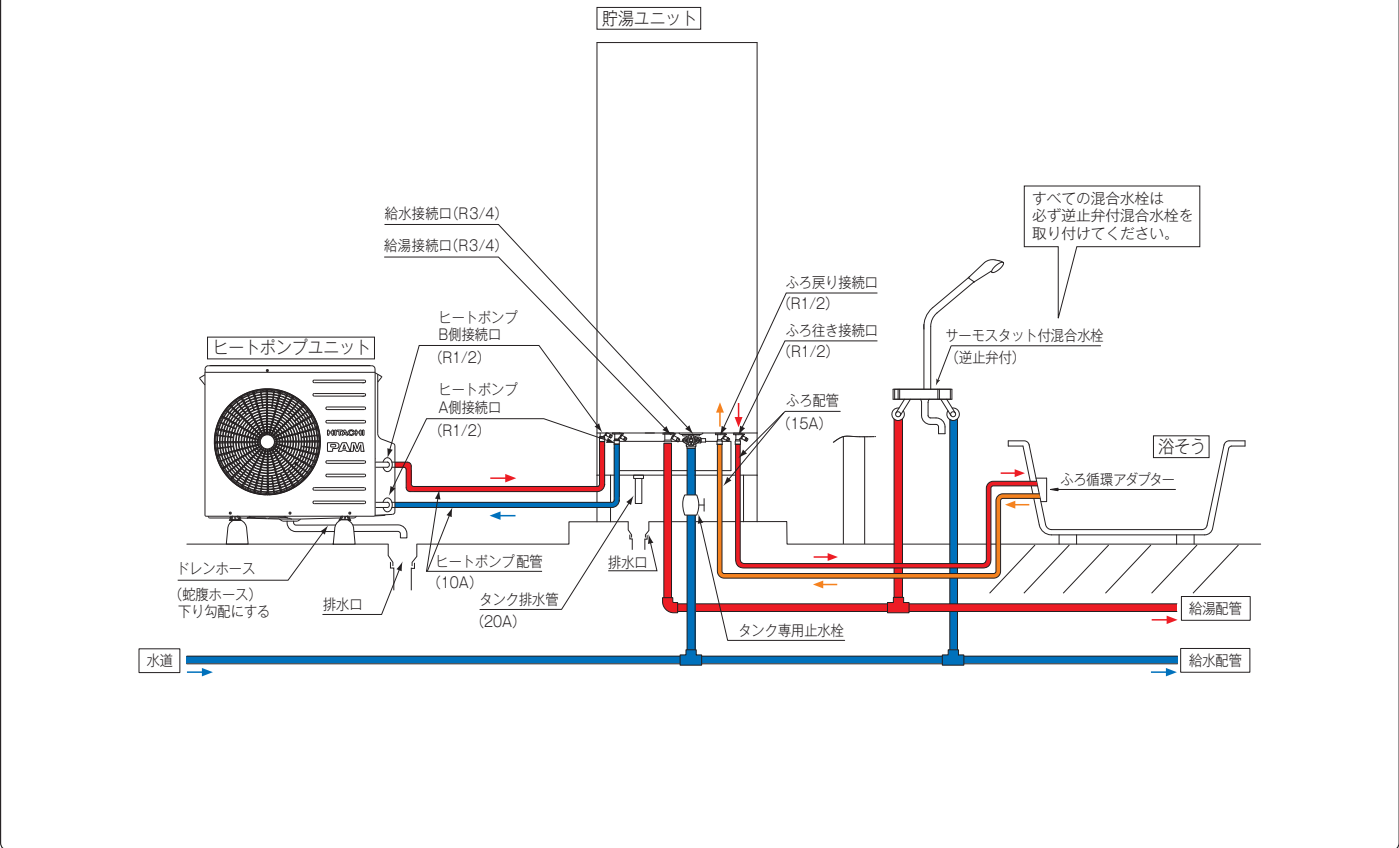 貯湯ユニット
給水接続口(R3/4)
給湯接続口(R3/4)
ヒートポンプ
B側接続口
(R1/2)
ヒートポンプ
A側接続口
(R1/2)
ヒートポンプユニット
HITACHI
PAM
ふろ戻り接続口
(R1/2)
ふろ往き接続口
(R1/2)
ふろ配管
(15A)
すべての混合水栓は
必ず逆止弁付混合水栓を
取り付けてください。
サーモスタット付混合水栓
(逆止弁付)
浴そう
ふろ循環アダプター
ドレンホース
(蛇腹ホース)
下り勾配にする
排水口
ヒートポンプ配管
(10A)
タンク排水管
(20A)
排水口
タンク専用止水栓
給湯配管
水道
給水配管